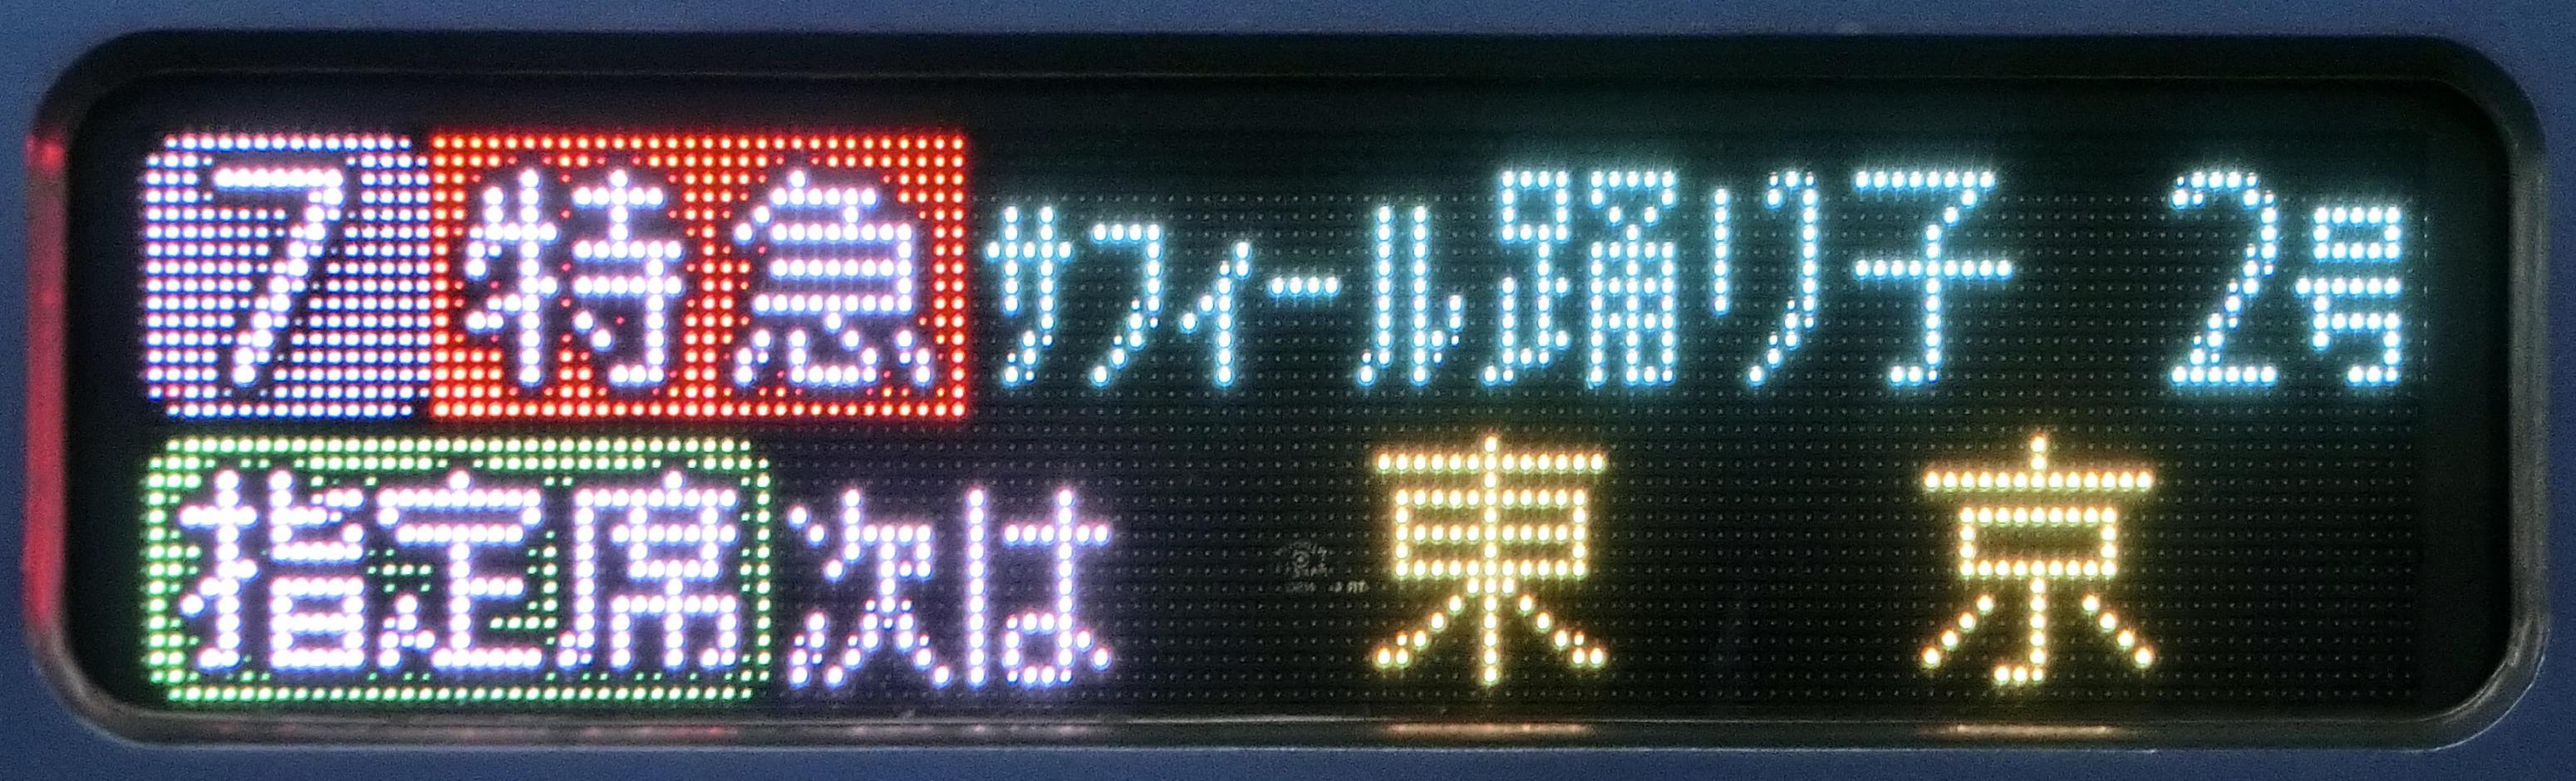 7 特急 サフィール踊り子 2号
指定席 次は 東京